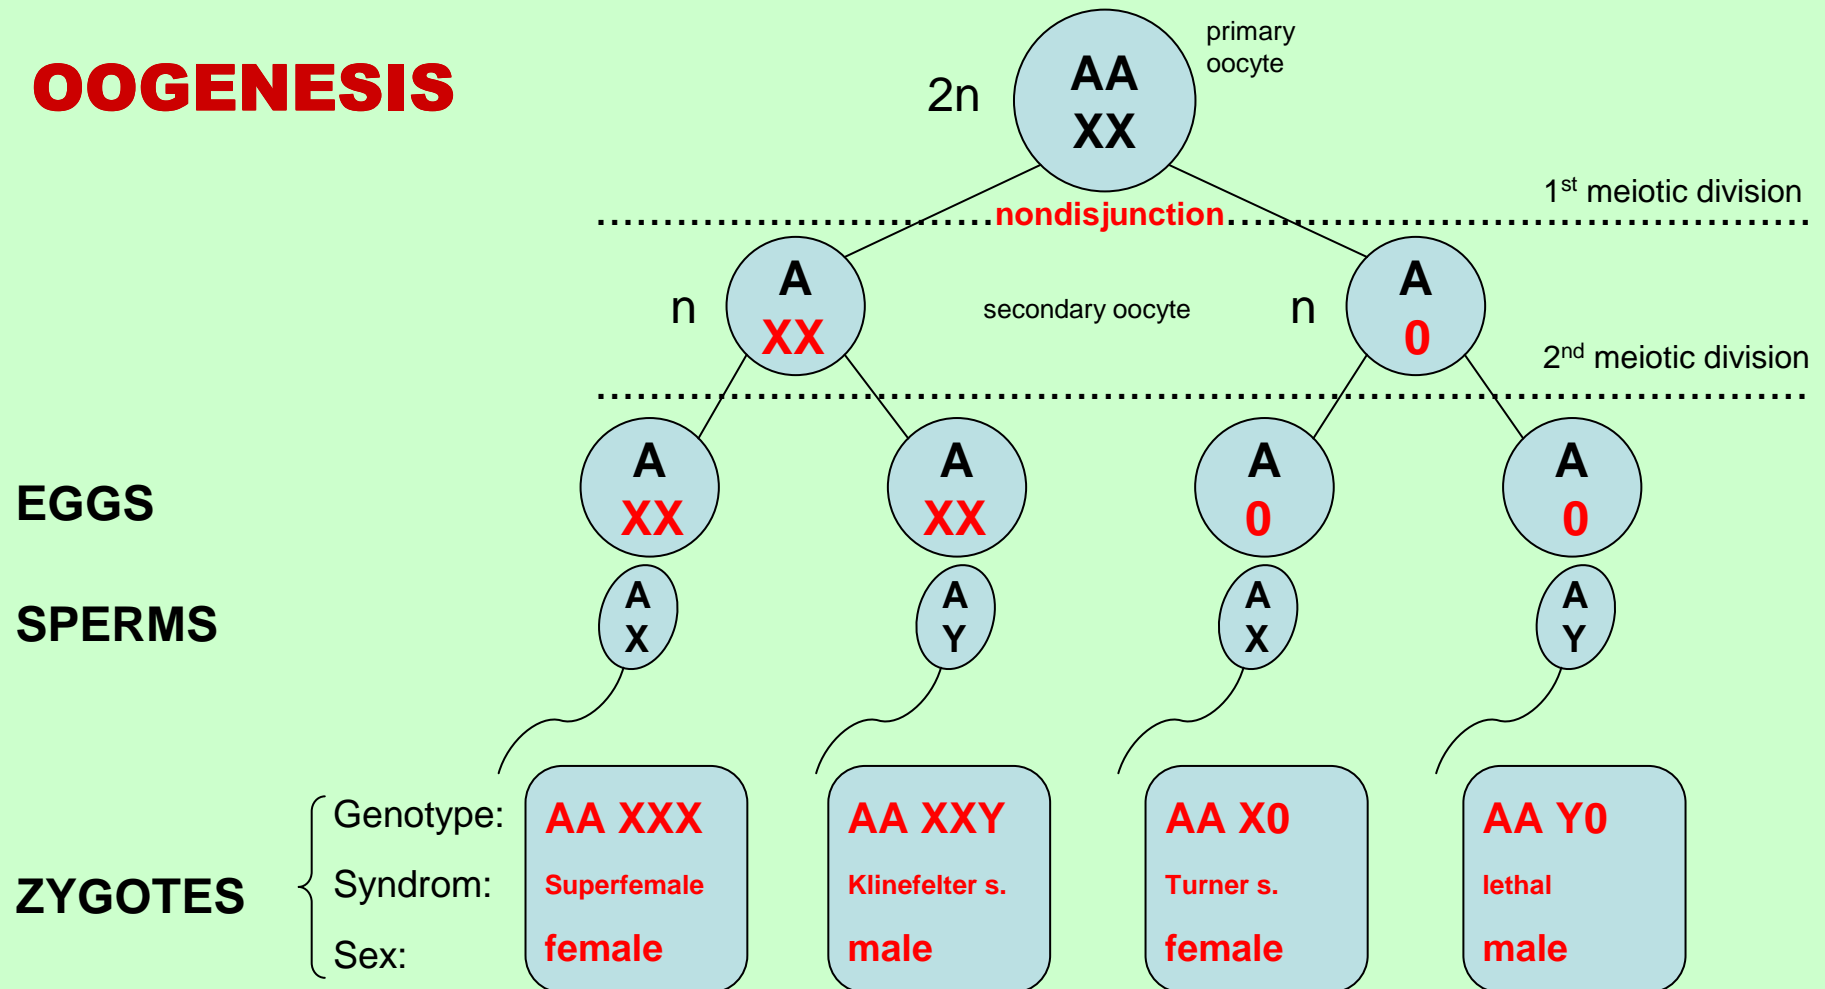 OOGENESIS
primary
oocyte
2n
AA
XX
1st meiotic division
nondisjunction
n
A
XX
secondary oocyte
n
A
0
2nd meiotic division
EGGS
A
XX
A
XX
A
0
A
0
SPERMS
A
X
A
Y
A
X
A
Y
ZYGOTES
Genotype: AA XXX AA XXY AA X0 AA Y0
Syndrom: Superfemale Klinefelter s. Turner s. lethal
Sex: female male female male